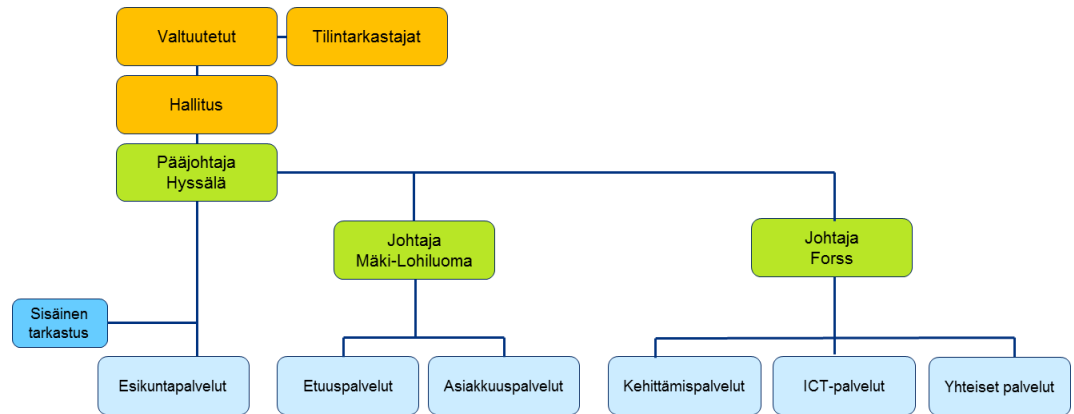 Valtuutetut
Tilintarkastajat
Hallitus
Pääjohtaja
Hyssälä
Johtaja
Mäki-Lohiluoma
Johtaja
Forss
Sisäinen
tarkastus
Esikuntapalvelut
Etuuspalvelut
Asiakkuuspalvelut
Kehittämispalvelut
ICT-palvelut
Yhteiset palvelut